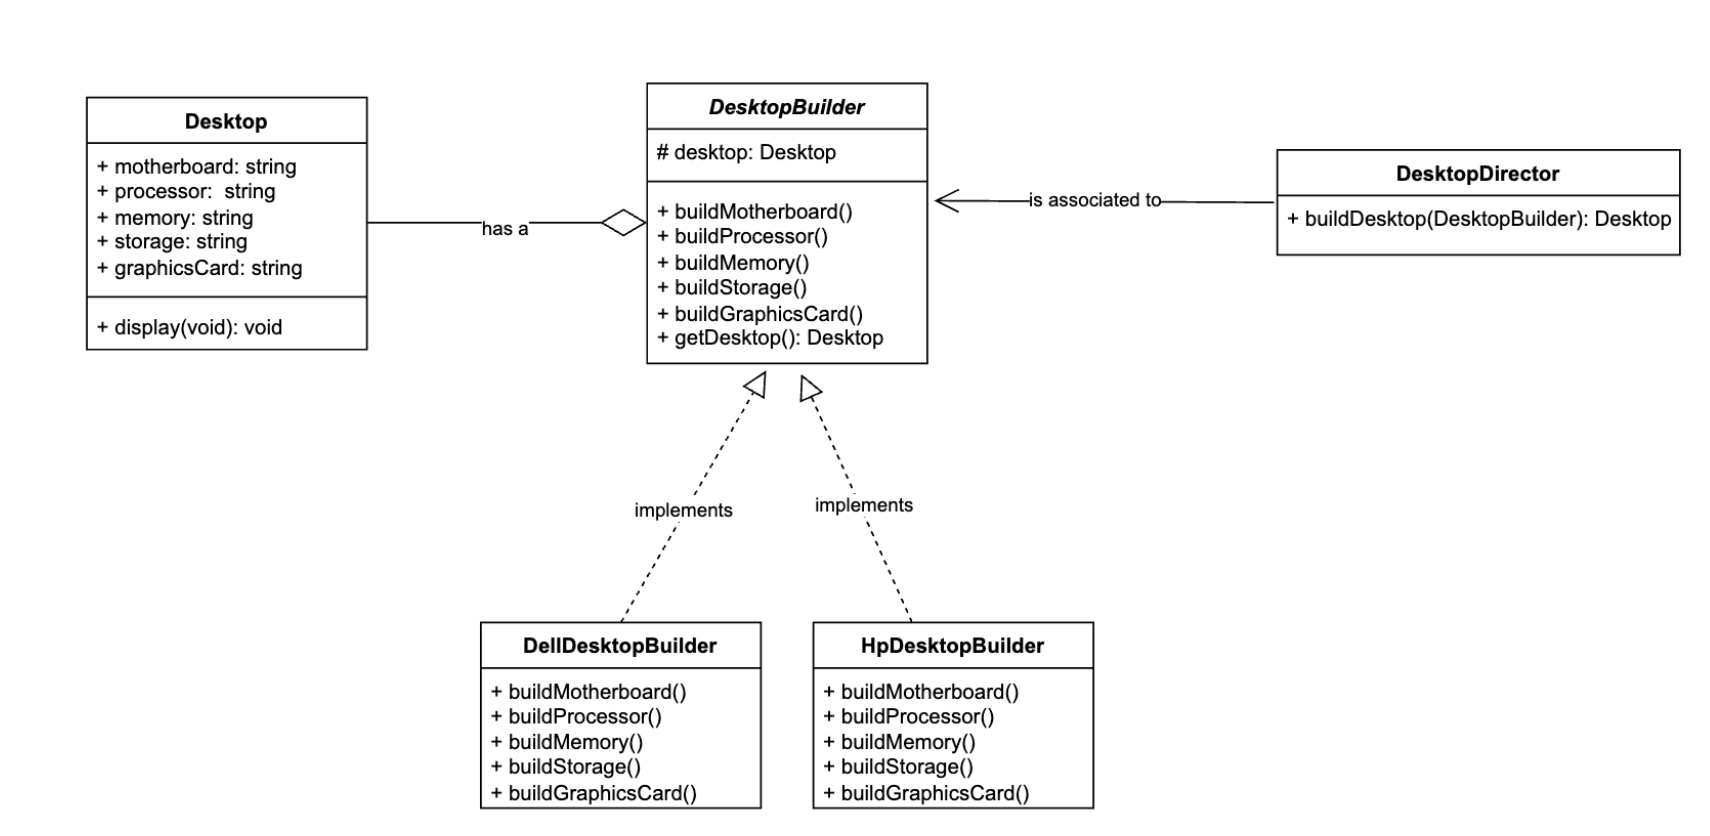 Desktop
+ motherboard: string
+ processor:  string
+ memory: string
+ storage: string
+ graphicsCard: string
+ display(void): void
has a
DesktopBuilder
# desktop: Desktop
+ buildMotherboard()
+ buildProcessor()
+ buildMemory()
+ buildStorage()
+ buildGraphicsCard()
+ getDesktop(): Desktop
is associated to
DesktopDirector
+ buildDesktop(DesktopBuilder): Desktop
implements
implements
DellDesktopBuilder
+ buildMotherboard()
+ buildProcessor()
+ buildMemory()
+ buildStorage()
+ buildGraphicsCard()
HpDesktopBuilder
+ buildMotherboard()
+ buildProcessor()
+ buildMemory()
+ buildStorage()
+ buildGraphicsCard()